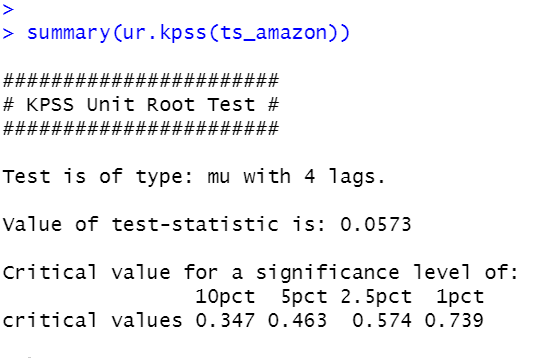 >
> summary(ur.kpss(ts_amazon))
#######################
# KPSS Unit Root Test #
#######################
Test is of type: mu with 4 lags.
Value of test-statistic is: 0.0573
Critical value for a significance level of:
                10pct  5pct 2.5pct  1pct
critical values 0.347 0.463  0.574 0.739